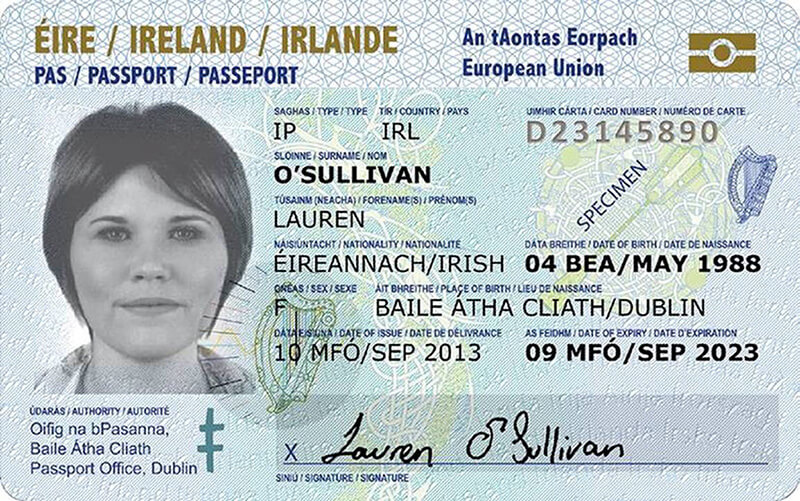 ÉIRE / IRELAND / IRLANDE
PAS / PASSPORT / PASSEPORT
An tAontas Eorpach
European Union
SAGHAS / TYPE / TYPE TÍR / COUNTRY / PAYS
UIMHIR CÁRTA / CARD NUMBER / NUMÉRO DE CARTE
IP IRL
D23145890
SLOINNE / SURNAME / NOM
O'SULLIVAN
SPECIMEN
TÚSAINM (NEACHA) / FORENAME(S) / PRÉNOM(S)
LAUREN
NÁISIÚNTACHT / NATIONALITY / NATIONALITÉ
DÁTA BREITHE / DATE OF BIRTH / DATE DE NAISSANCE
ÉIREANNACH/IRISH
04 BEA/MAY 1988
GNÉAS / SEX / SEXE ÁIT BHREITHE / PLACE OF BIRTH / LIEU DE NAISSANCE
F BAILE ÁTHA CLIATH/DUBLIN
DÁTA EISIÚNA / DATE OF ISSUE / DATE DE DÉLIVRANCE
AS FEIDHM / DATE OF EXPIRY / DATE D'EXPIRATION
10 MFÓ/SEP 2013
09 MFÓ/SEP 2023
ÚDARÁS / AUTHORITY / AUTORITÉ
Oifig na bPasanna,
Baile Átha Cliath
Passport Office, Dublin
X Lauren O'Sullivan
SINIÚ / SIGNATURE / SIGNATURE